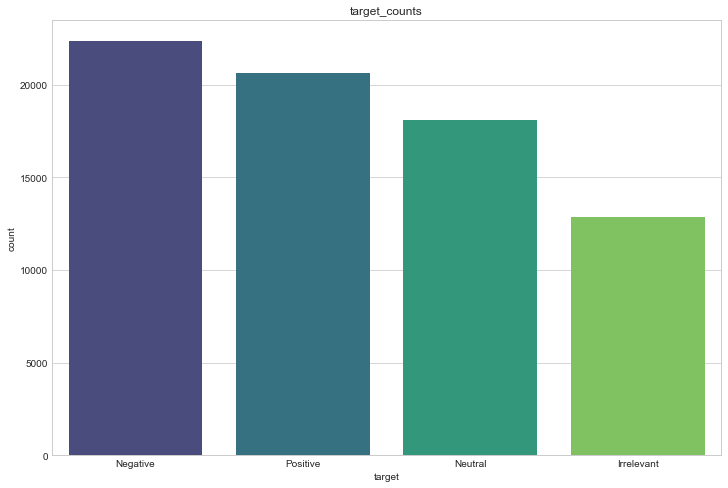 target_counts
20000
15000
10000
5000
0
count
Negative Positive Neutral Irrelevant
target